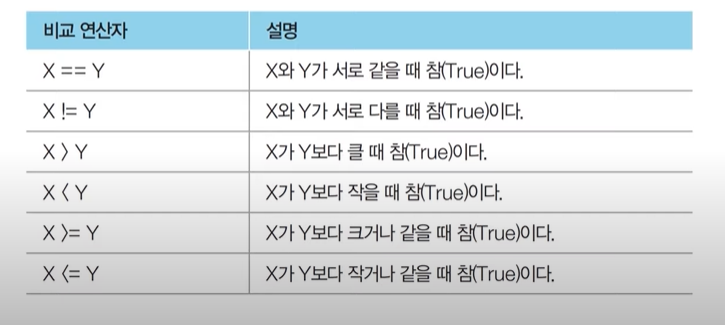 비교 연산자 설명
X == Y X와 Y가 서로 같을 때 참(True)이다.
X != Y X와 Y가 서로 다를 때 참(True)이다.
X > Y X가 Y보다 클 때 참(True)이다.
X < Y X가 Y보다 작을 때 참(True)이다.
X >= Y X가 Y보다 크거나 같을 때 참(True)이다.
X <= Y X가 Y보다 작거나 같을 때 참(True)이다.